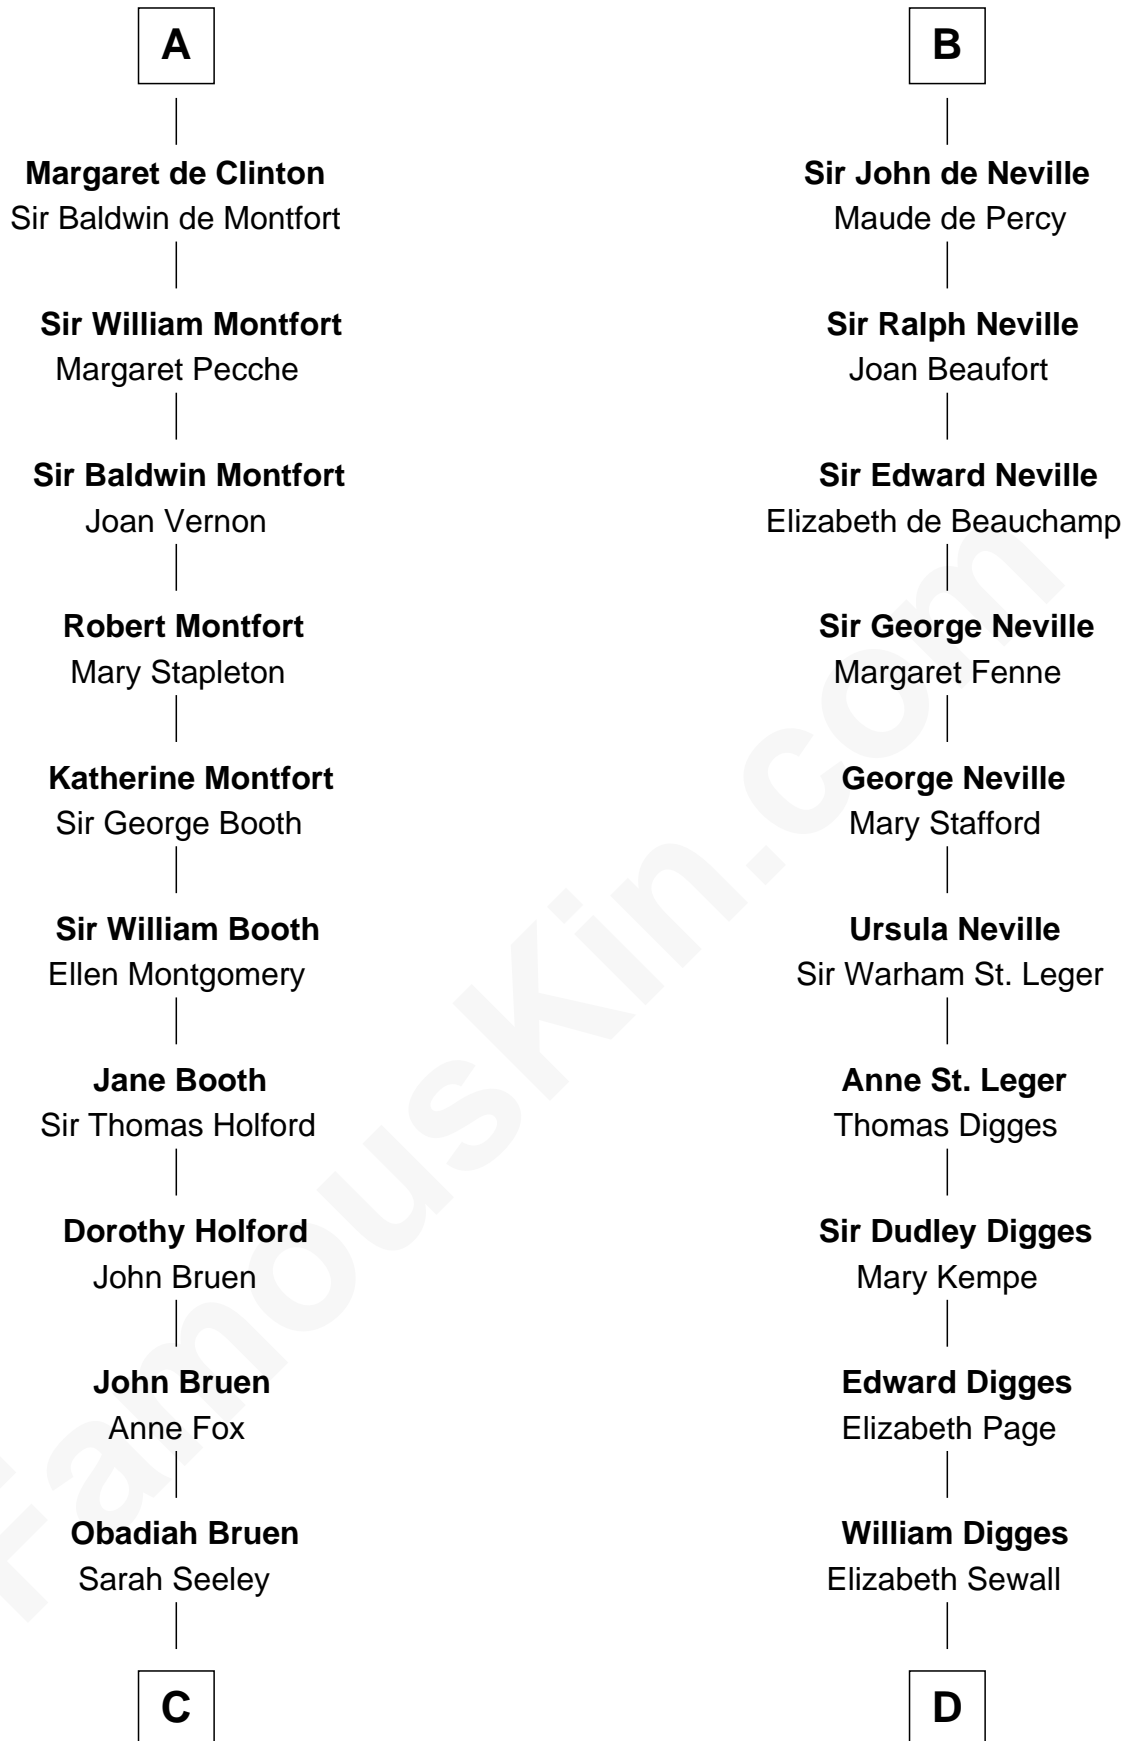 A
Margaret de Clinton
Sir Baldwin de Montfort
Sir William Montfort
Margaret Pecche
Sir Baldwin Montfort
Joan Vernon
Robert Montfort
Mary Stapleton
Katherine Montfort
Sir George Booth
Sir William Booth
Ellen Montgomery
Jane Booth
Sir Thomas Holford
Dorothy Holford
John Bruen
John Bruen
Anne Fox
Obadiah Bruen
Sarah Seeley
C
B
Sir John de Neville
Maude de Percy
Sir Ralph Neville
Joan Beaufort
Sir Edward Neville
Elizabeth de Beauchamp
Sir George Neville
Margaret Fenne
George Neville
Mary Stafford
Ursula Neville
Sir Warham St. Leger
Anne St. Leger
Thomas Digges
Sir Dudley Digges
Mary Kempe
Edward Digges
Elizabeth Page
William Digges
Elizabeth Sewall
D
FamousKin.com